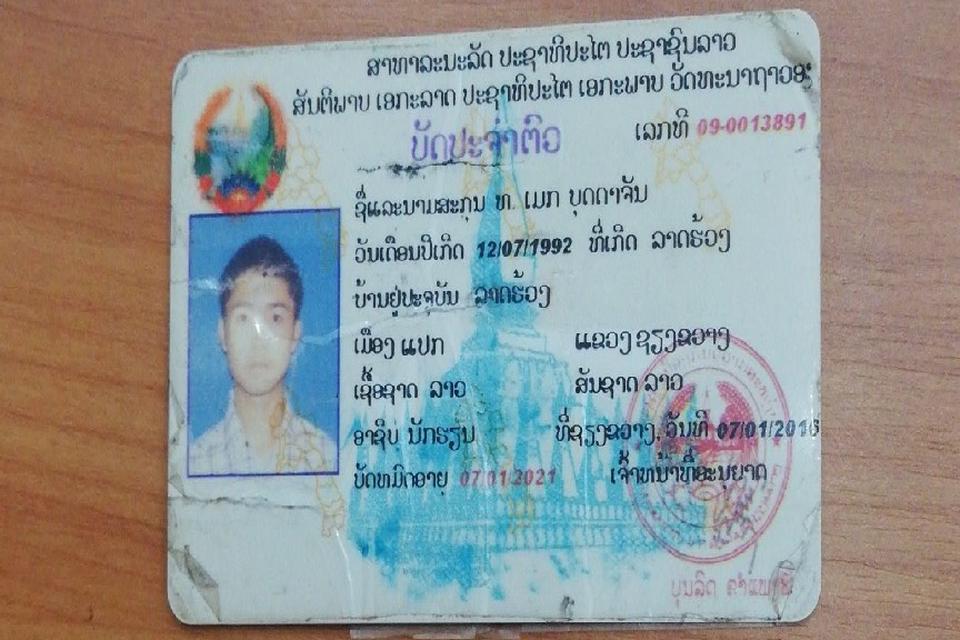 ສາທາລະນະລັດ ປະຊາທິປະໄຕ ປະຊາຊົນລາວ
ສັນຕິພາບ ເອກະລາດ ປະຊາທິປະໄຕ ເອກະພາບ ວັດທະນາຖາວອນ
ບັດປະຈຳຕົວ
ເລກທີ 09-0013891
ຊື່ແລະນາມສະກຸນ ທ. ເມກ ບຸດດາຈັນ
ວັນເດືອນປີເກີດ 12/07/1992 ທີ່ເກີດ ລາດຮ້ວງ
ບ້ານຢູ່ປະຈຸບັນ ລາດຮ້ວງ
ເມືອງ ແປກ ແຂວງ ຊຽງຂວາງ
ເຊື້ອຊາດ ລາວ ສັນຊາດ ລາວ
ອາຊີບ ນັກຮຽນ ທີ່ຊຽງຂວາງ, ວັນທີ 07/01/2016
ບັດຫມົດອາຍຸ 07/01/2021 ເຈົ້າຫນ້າທີ່ອະນຸຍາດ
ບຸນລິດ